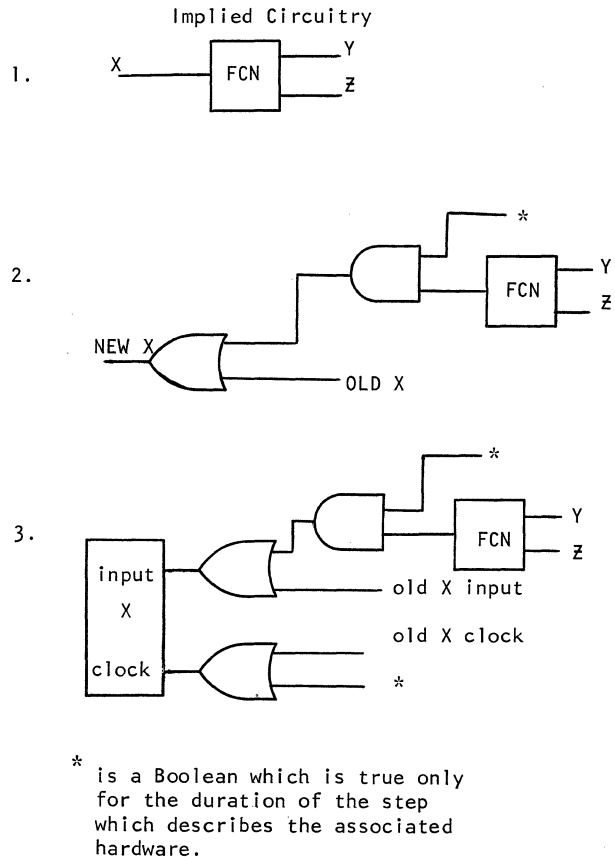 Implied Circuitry
1.
X
FCN
Y
Z
2.
*
FCN
Y
Z
NEW X
OLD X
3.
*
FCN
Y
Z
input
X
clock
old X input
old X clock
*
* is a Boolean which is true only
for the duration of the step
which describes the associated
hardware.